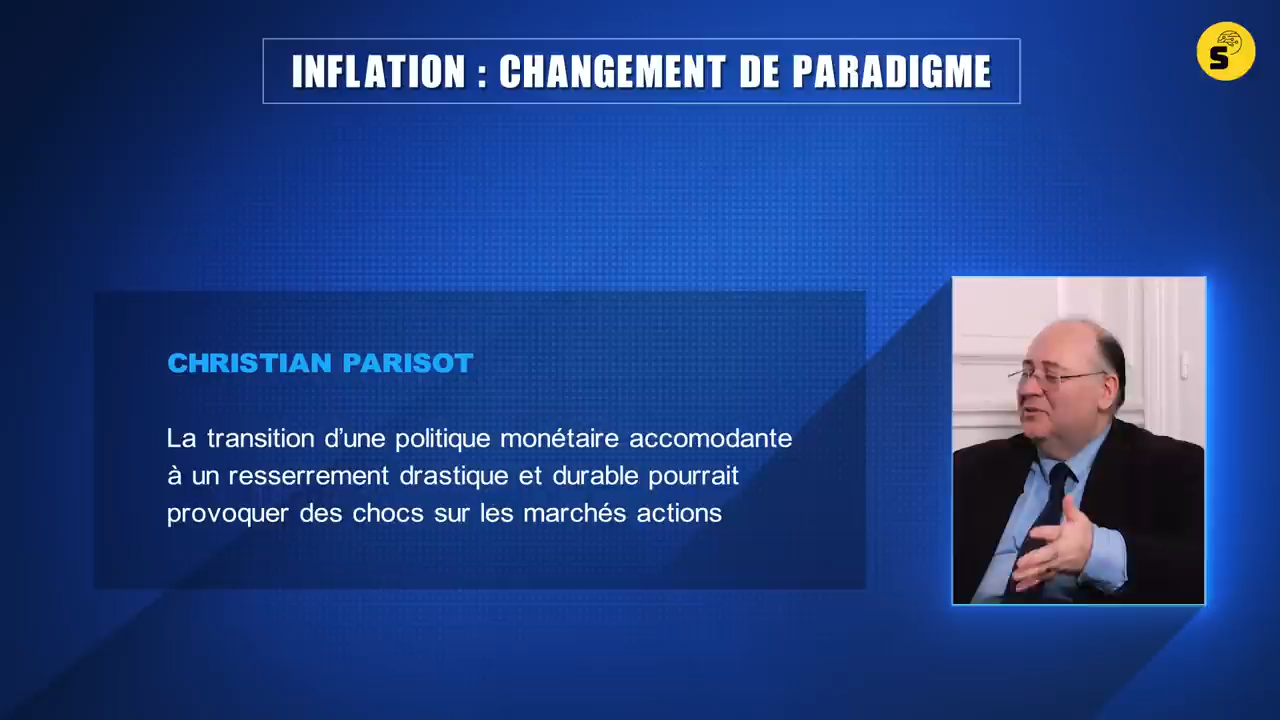 INFLATION : CHANGEMENT DE PARADIGME
S
CHRISTIAN PARISOT
La transition d’une politique monétaire accomodante
à un resserrement drastique et durable pourrait
provoquer des chocs sur les marchés actions